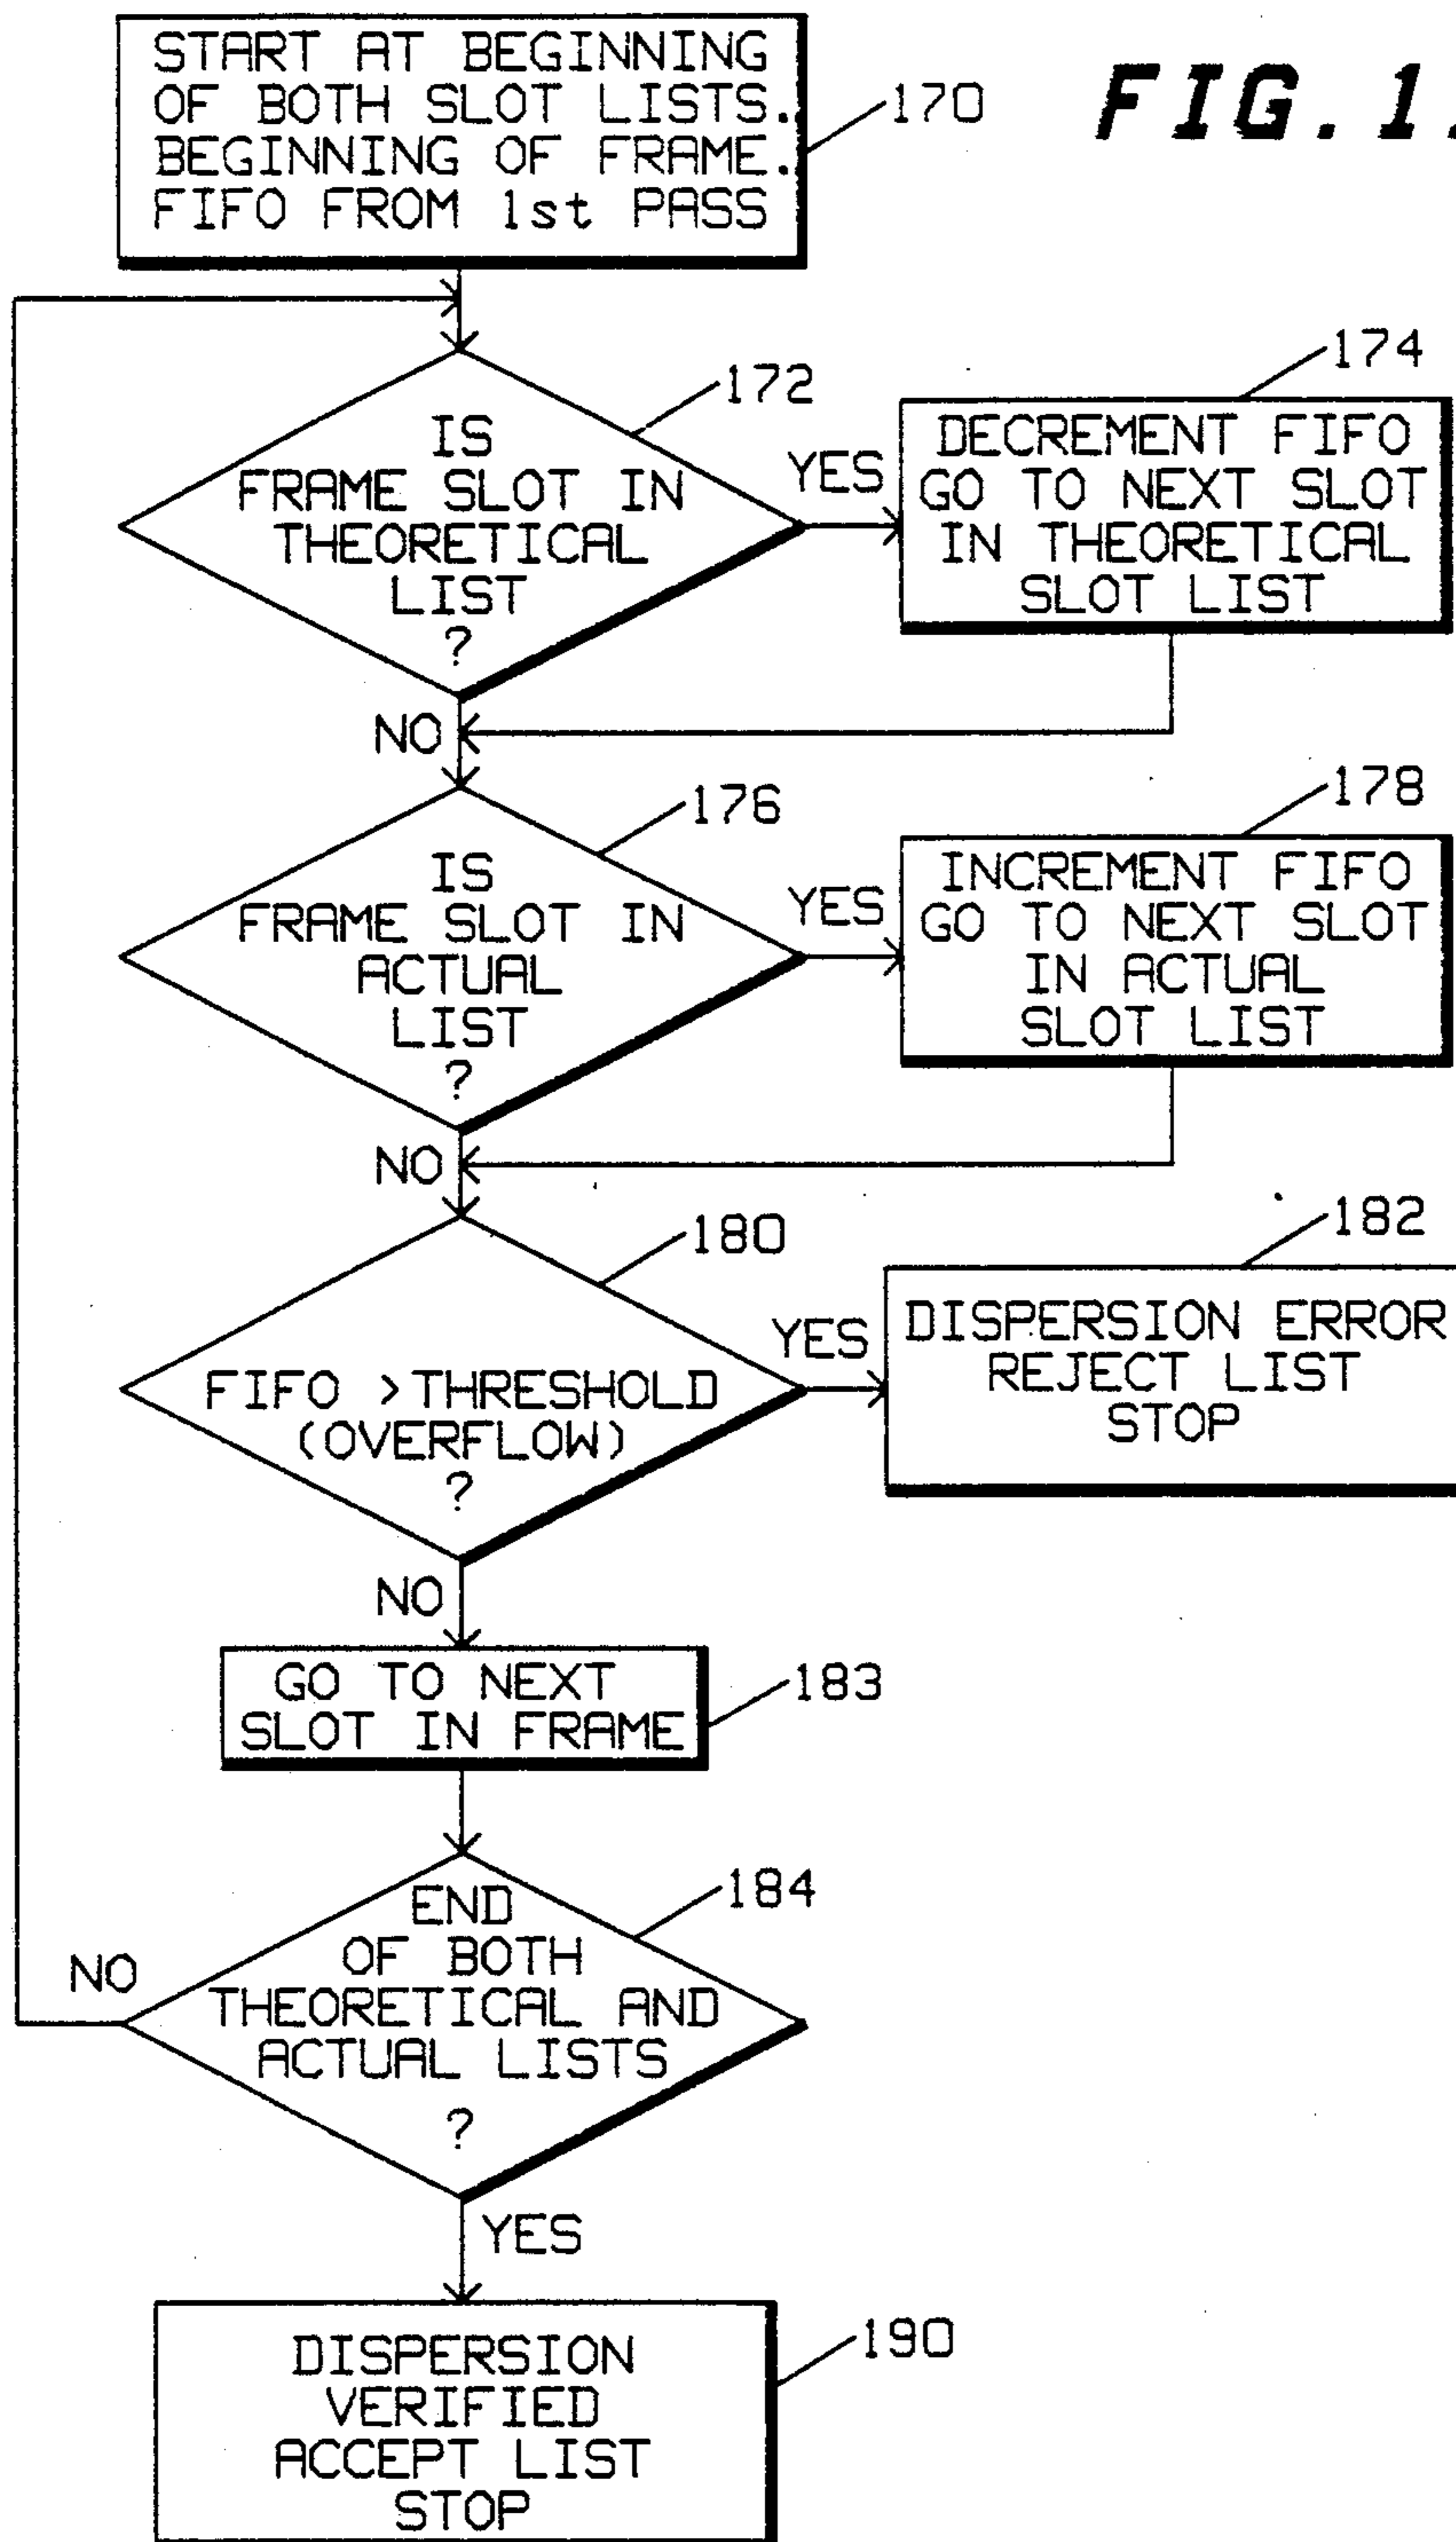 START AT BEGINNING
OF BOTH SLOT LISTS.
BEGINNING OF FRAME.
FIFO FROM 1st PASS
170
FIG. 1.
172
IS
FRAME SLOT IN
THEORETICAL
LIST
?
YES
174
DECREMENT FIFO
GO TO NEXT SLOT
IN THEORETICAL
SLOT LIST
NO
176
IS
FRAME SLOT IN
ACTUAL
LIST
?
YES
178
INCREMENT FIFO
GO TO NEXT SLOT
IN ACTUAL
SLOT LIST
NO
180
FIFO >THRESHOLD
(OVERFLOW)
?
YES
182
DISPERSION ERROR
REJECT LIST
STOP
NO
GO TO NEXT
SLOT IN FRAME
183
184
END
OF BOTH
THEORETICAL AND
ACTUAL LISTS
?
NO
YES
190
DISPERSION
VERIFIED
ACCEPT LIST
STOP